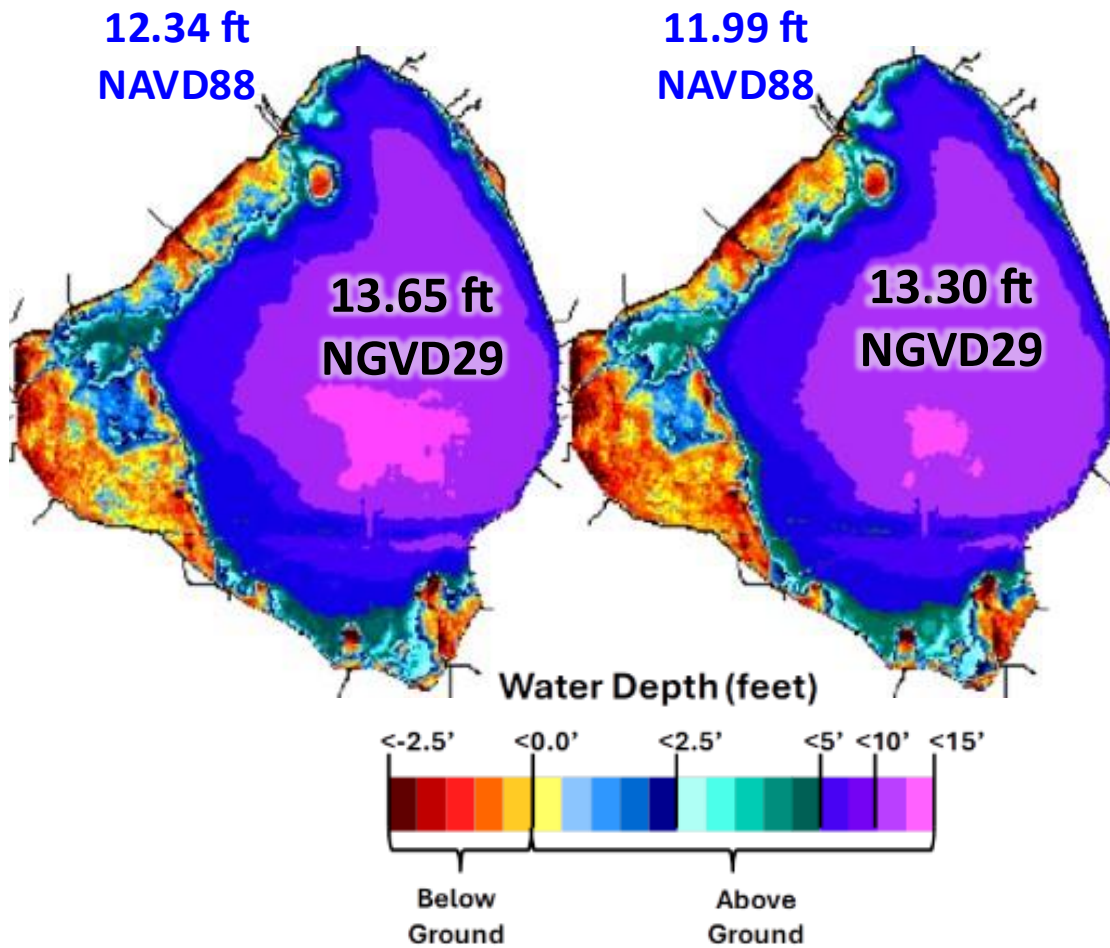 12.34 ft
NAVD88
11.99 ft
NAVD88
13.65 ft
NGVD29
13.30 ft
NGVD29
Water Depth (feet)
<-2.5' <0.0' <2.5' <5' <10' <15'
Below
Ground
Above
Ground